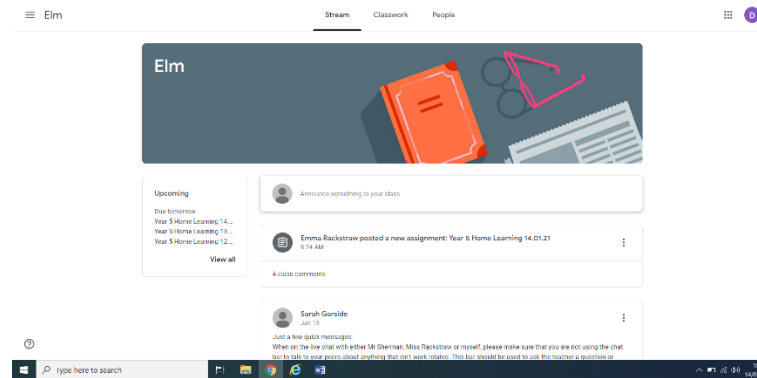 Elm
Stream Classwork People
D
Elm
Upcoming
Due tomorrow
Year 5 Home Learning 14....
Year 5 Home Learning 13....
Year 5 Home Learning 12....
View all
Announce something to your class
Emma Rackstraw posted a new assignment: Year 5 Home Learning 14.01.21
8:34 AM
4 class comments
Sarah Garside
Jan 13
Just a few quick messages:
When on the live chat with either Mr Sherman, Miss Rackstraw or myself, please make sure that you are not using the chat
bar to talk to your peers about anything that isn't work related. This bar should be used to ask the teacher a question or
Type here to search